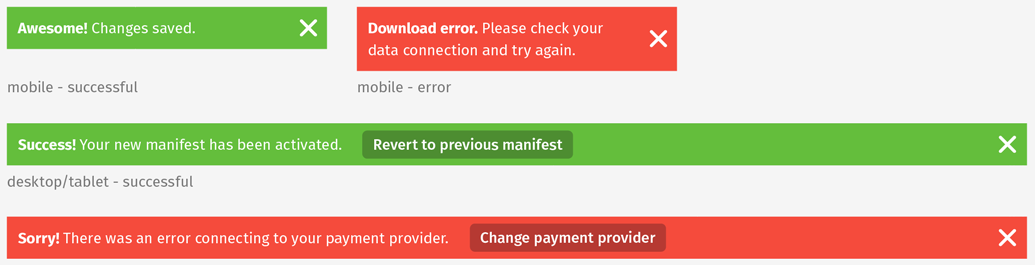 Awesome! Changes saved.
Download error. Please check your
data connection and try again.
mobile - successful
mobile - error
Success! Your new manifest has been activated.
Revert to previous manifest
desktop/tablet - successful
Sorry! There was an error connecting to your payment provider.
Change payment provider